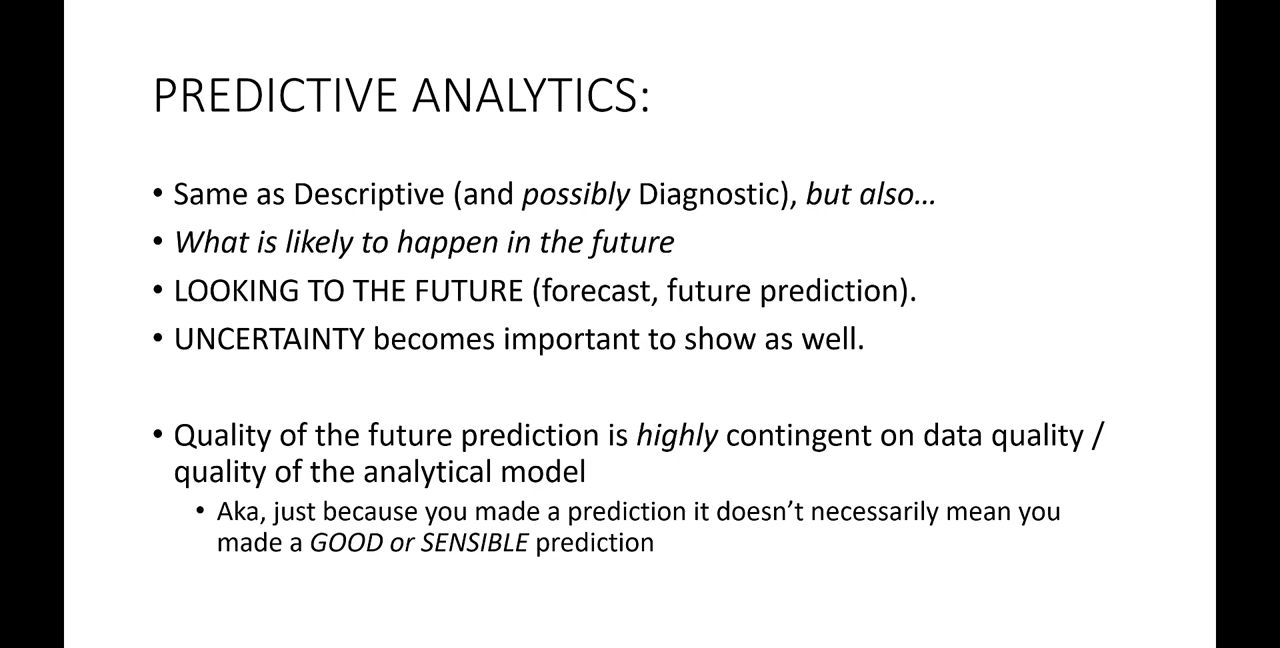 PREDICTIVE ANALYTICS:
• Same as Descriptive (and possibly Diagnostic), but also...
• What is likely to happen in the future
• LOOKING TO THE FUTURE (forecast, future prediction).
• UNCERTAINTY becomes important to show as well.
• Quality of the future prediction is highly contingent on data quality /
quality of the analytical model
• Aka, just because you made a prediction it doesn’t necessarily mean you
made a GOOD or SENSIBLE prediction